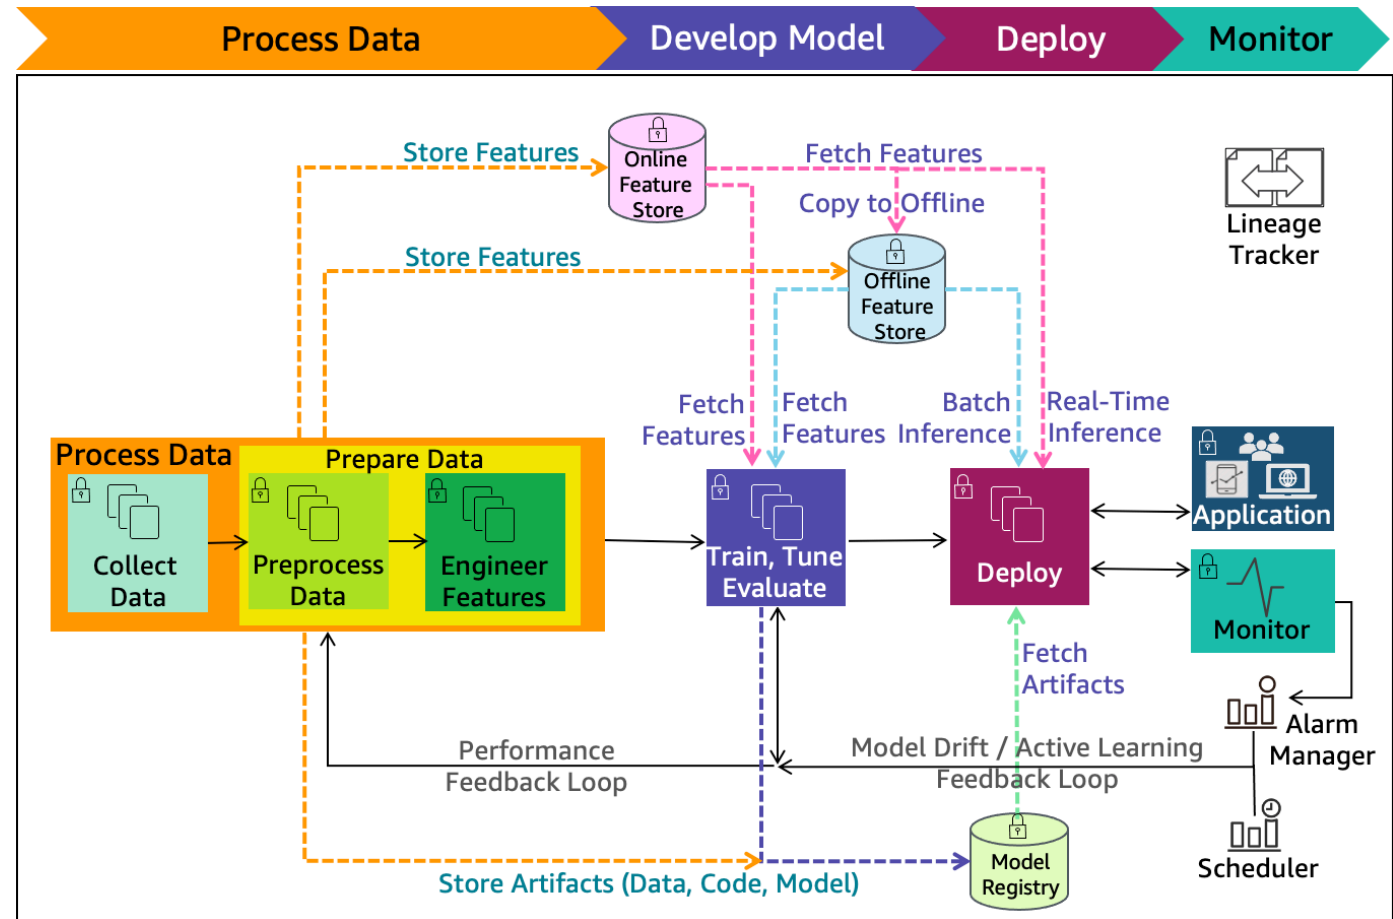 Process Data
Develop Model
Deploy
Monitor
Online
Feature
Store
Store Features
Fetch Features
Copy to Offline
Lineage
Tracker
Store Features
Offline
Feature
Store
Fetch
Features
Fetch
Features
Batch
Inference
Real-Time
Inference
Process Data
Prepare Data
Collect
Data
Preprocess
Data
Engineer
Features
Train, Tune
Evaluate
Deploy
Application
Monitor
Fetch
Artifacts
Alarm
Manager
Performance
Feedback Loop
Model Drift / Active Learning
Feedback Loop
Model
Registry
Scheduler
Store Artifacts (Data, Code, Model)